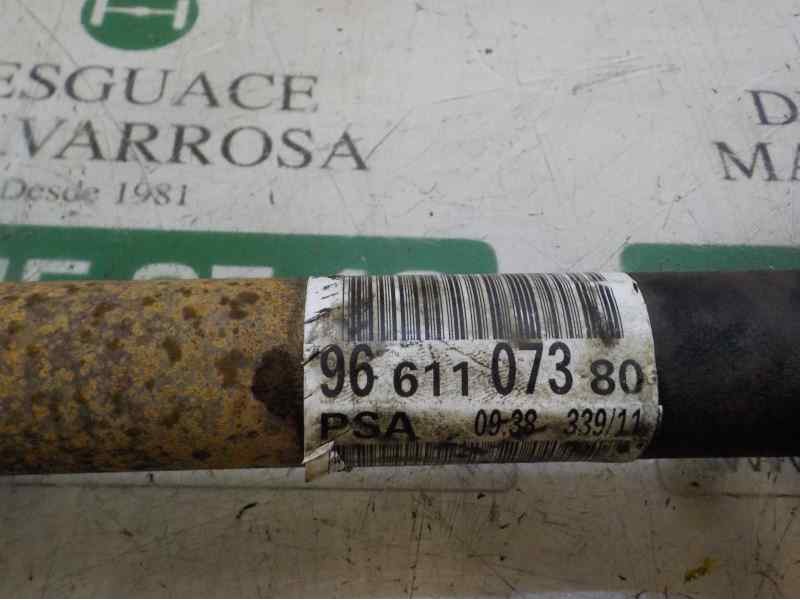 ESGUACE
VARROSA
Desde 1981
D
MA
96 611 073 80
PSA 09:38 339/11